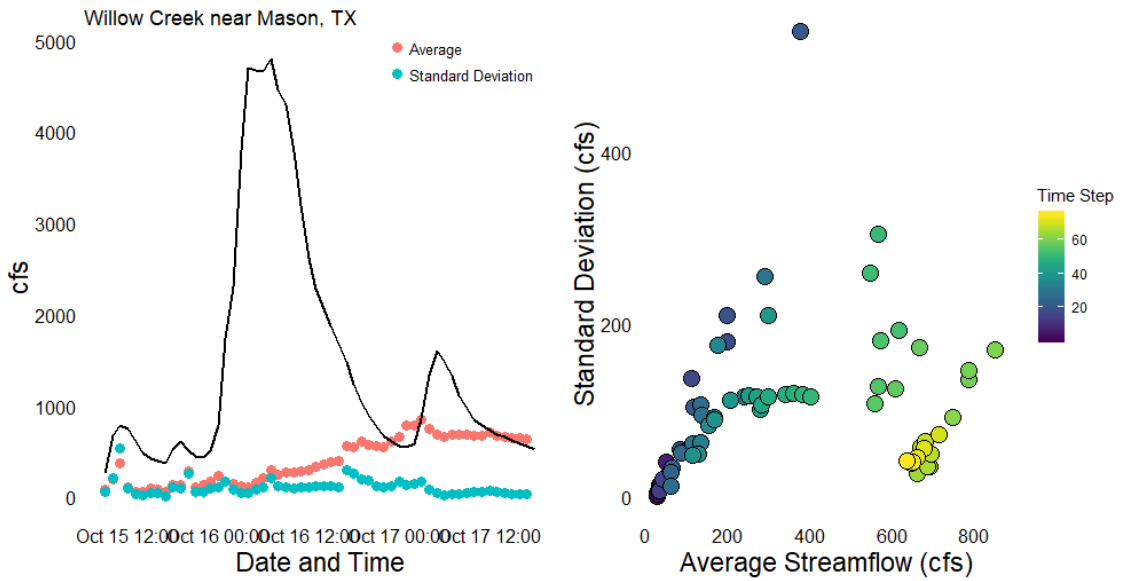 Willow Creek near Mason, TX
5000
4000
3000
2000
1000
0
cfs
Average
Standard Deviation
Oct 15 12:00
Oct 16 00:00
Oct 16 12:00
Oct 17 00:00
Oct 17 12:00
Date and Time
400
200
0
Standard Deviation (cfs)
0 200 400 600 800
Average Streamflow (cfs)
Time Step
60
40
20